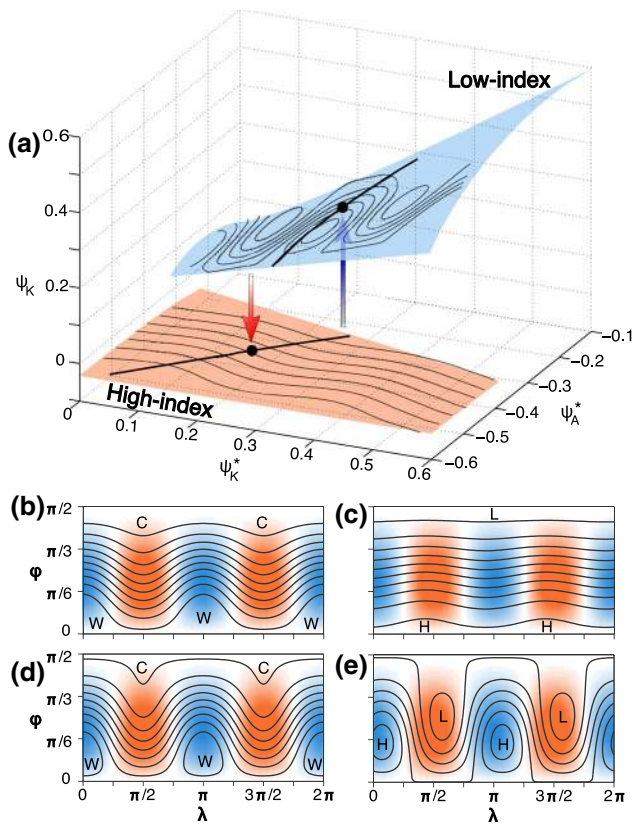 (a)
Low-index
High-index
ψK
0.6
0.4
0.2
0
0 0.1 0.2 0.3 0.4 0.5 0.6
ψ*K
−0.6 −0.5 −0.4 −0.3 −0.2 −0.1
ψ*A
(b)
π/2
π/3
π/6
0
φ
C C
W W W
(c)
L
H H
(d)
π/2
π/3
π/6
0
φ
C C
W W W
0 π/2 π 3π/2 2π
λ
(e)
L L
H H
π/2 π 3π/2 2π
λ